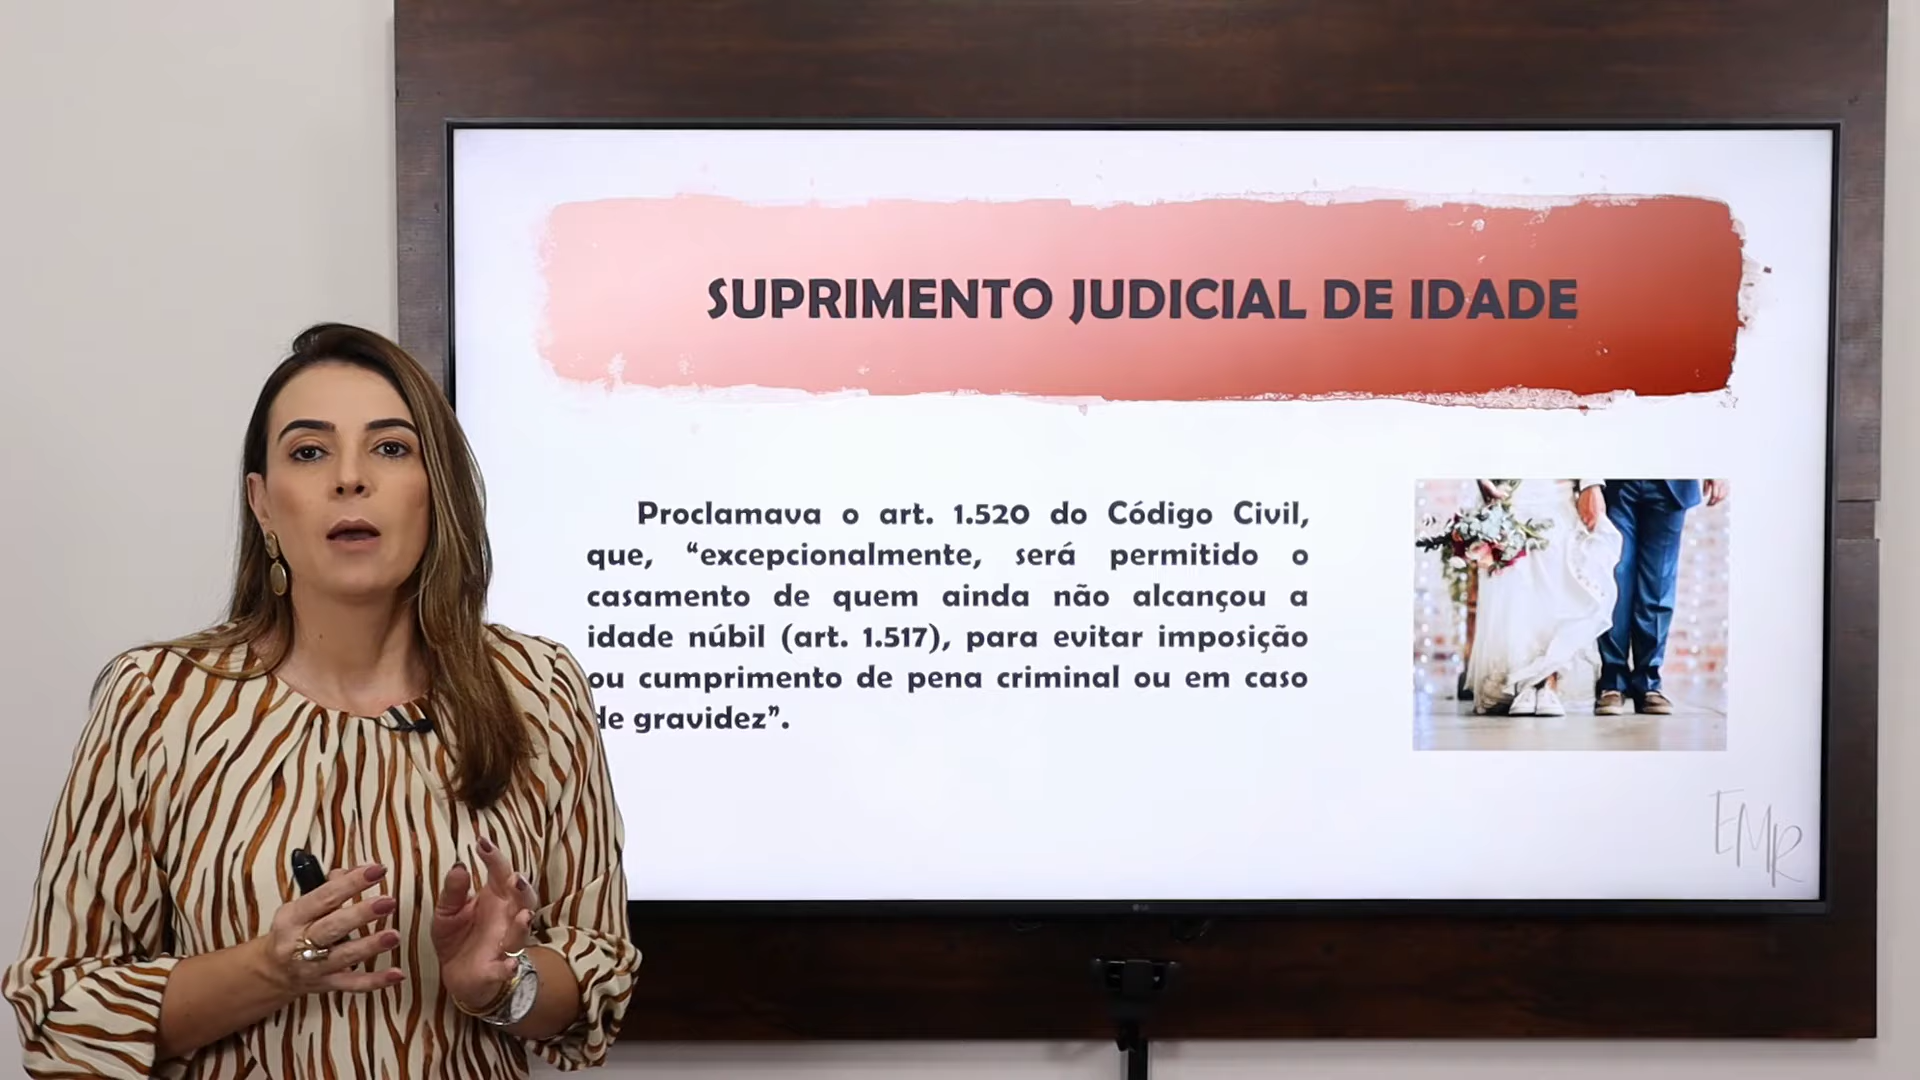 SUPRIMENTO JUDICIAL DE IDADE
Proclamava o art. 1.520 do Código Civil,
que, “excepcionalmente, será permitido o
casamento de quem ainda não alcançou a
idade núbil (art. 1.517), para evitar imposição
ou cumprimento de pena criminal ou em caso
de gravidez”.
EMR
LG